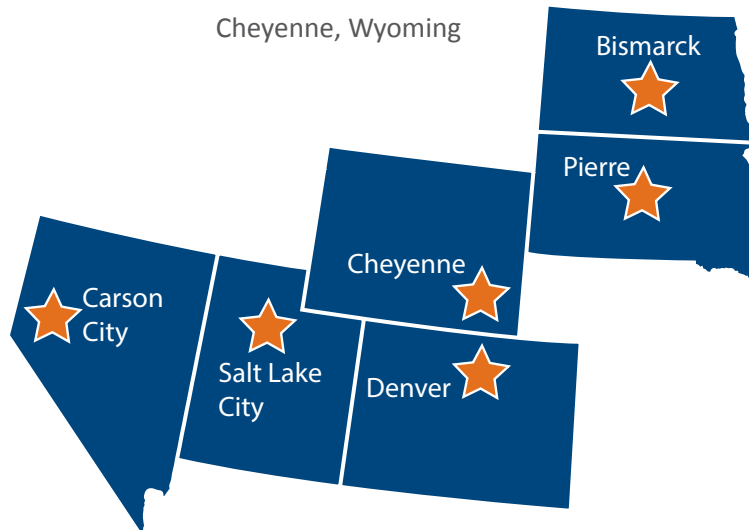 Cheyenne, Wyoming
Bismarck
Pierre
Cheyenne
Carson
City
Salt Lake
City
Denver